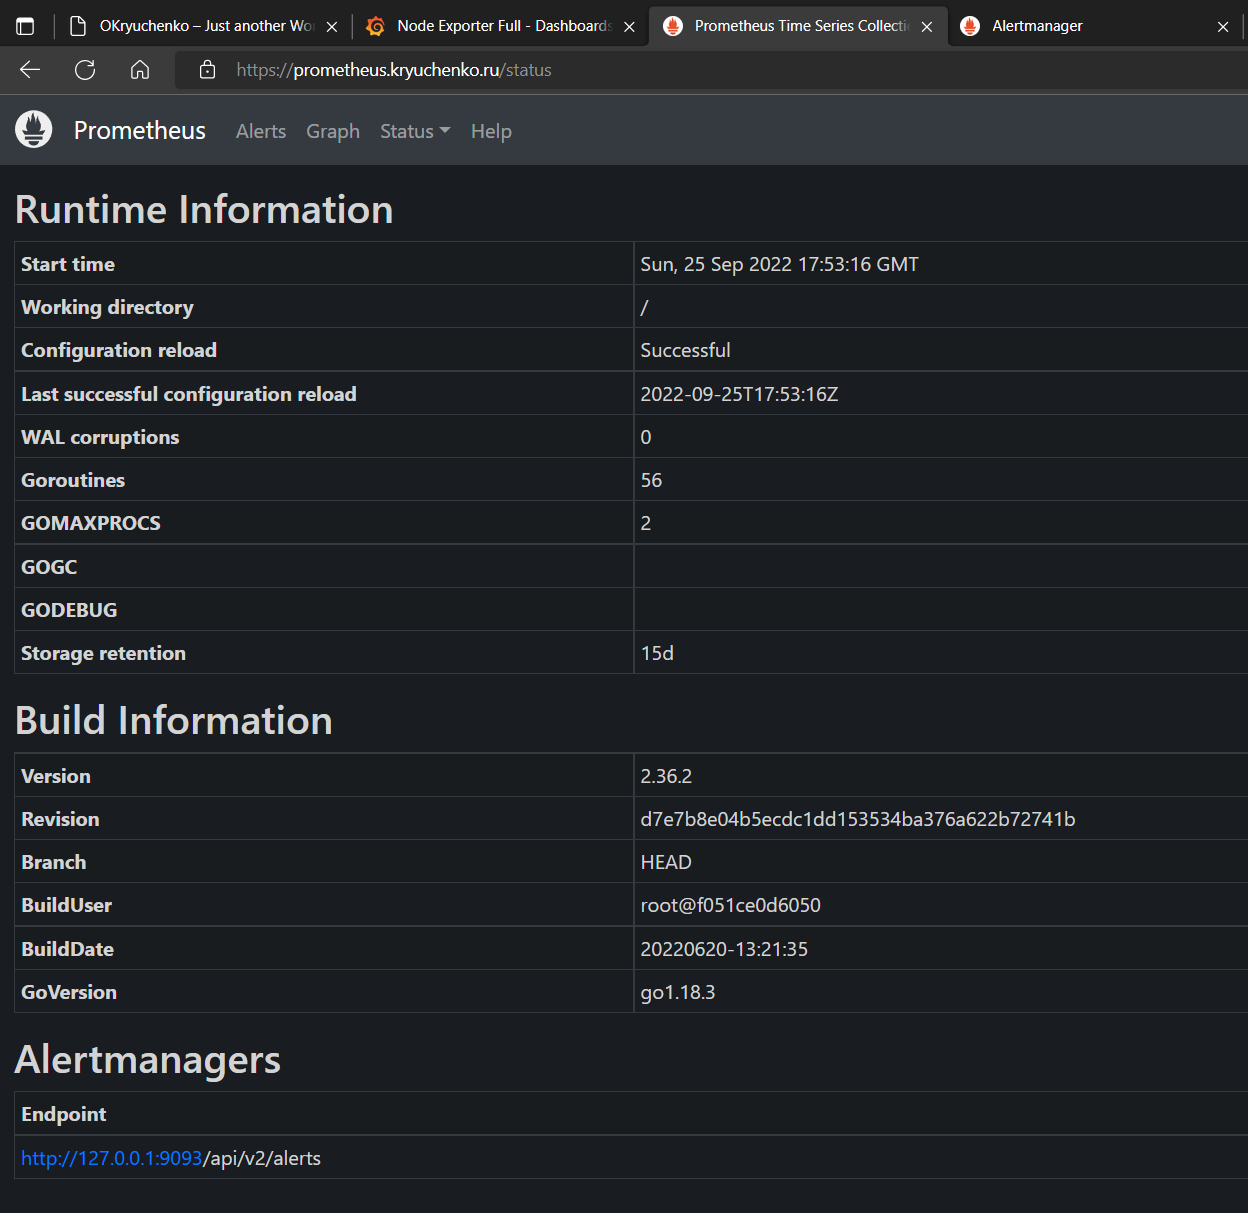 OKryuchenko – Just another Wo
Node Exporter Full - Dashboards
Prometheus Time Series Collecti
Alertmanager
https://prometheus.kryuchenko.ru/status
Prometheus Alerts Graph Status Help
Runtime Information
Start time Sun, 25 Sep 2022 17:53:16 GMT
Working directory /
Configuration reload Successful
Last successful configuration reload 2022-09-25T17:53:16Z
WAL corruptions 0
Goroutines 56
GOMAXPROCS 2
GOGC
GODEBUG
Storage retention 15d
Build Information
Version 2.36.2
Revision d7e7b8e04b5ecdc1dd153534ba376a622b72741b
Branch HEAD
BuildUser root@f051ce0d6050
BuildDate 20220620-13:21:35
GoVersion go1.18.3
Alertmanagers
Endpoint
http://127.0.0.1:9093/api/v2/alerts